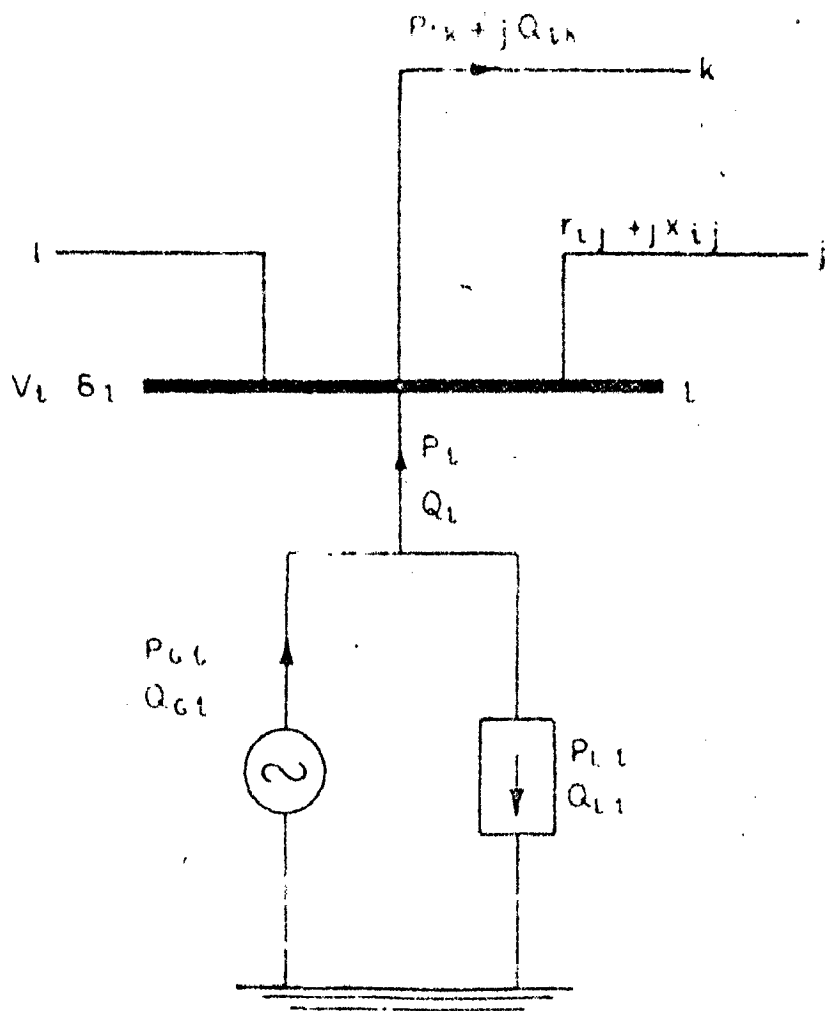 P_ik + jQ_ik
k
r_ij + jx_ij
l
j
V_i δ_i
i
P_i
Q_i
P_Gi
Q_Gi
P_Li
Q_Li